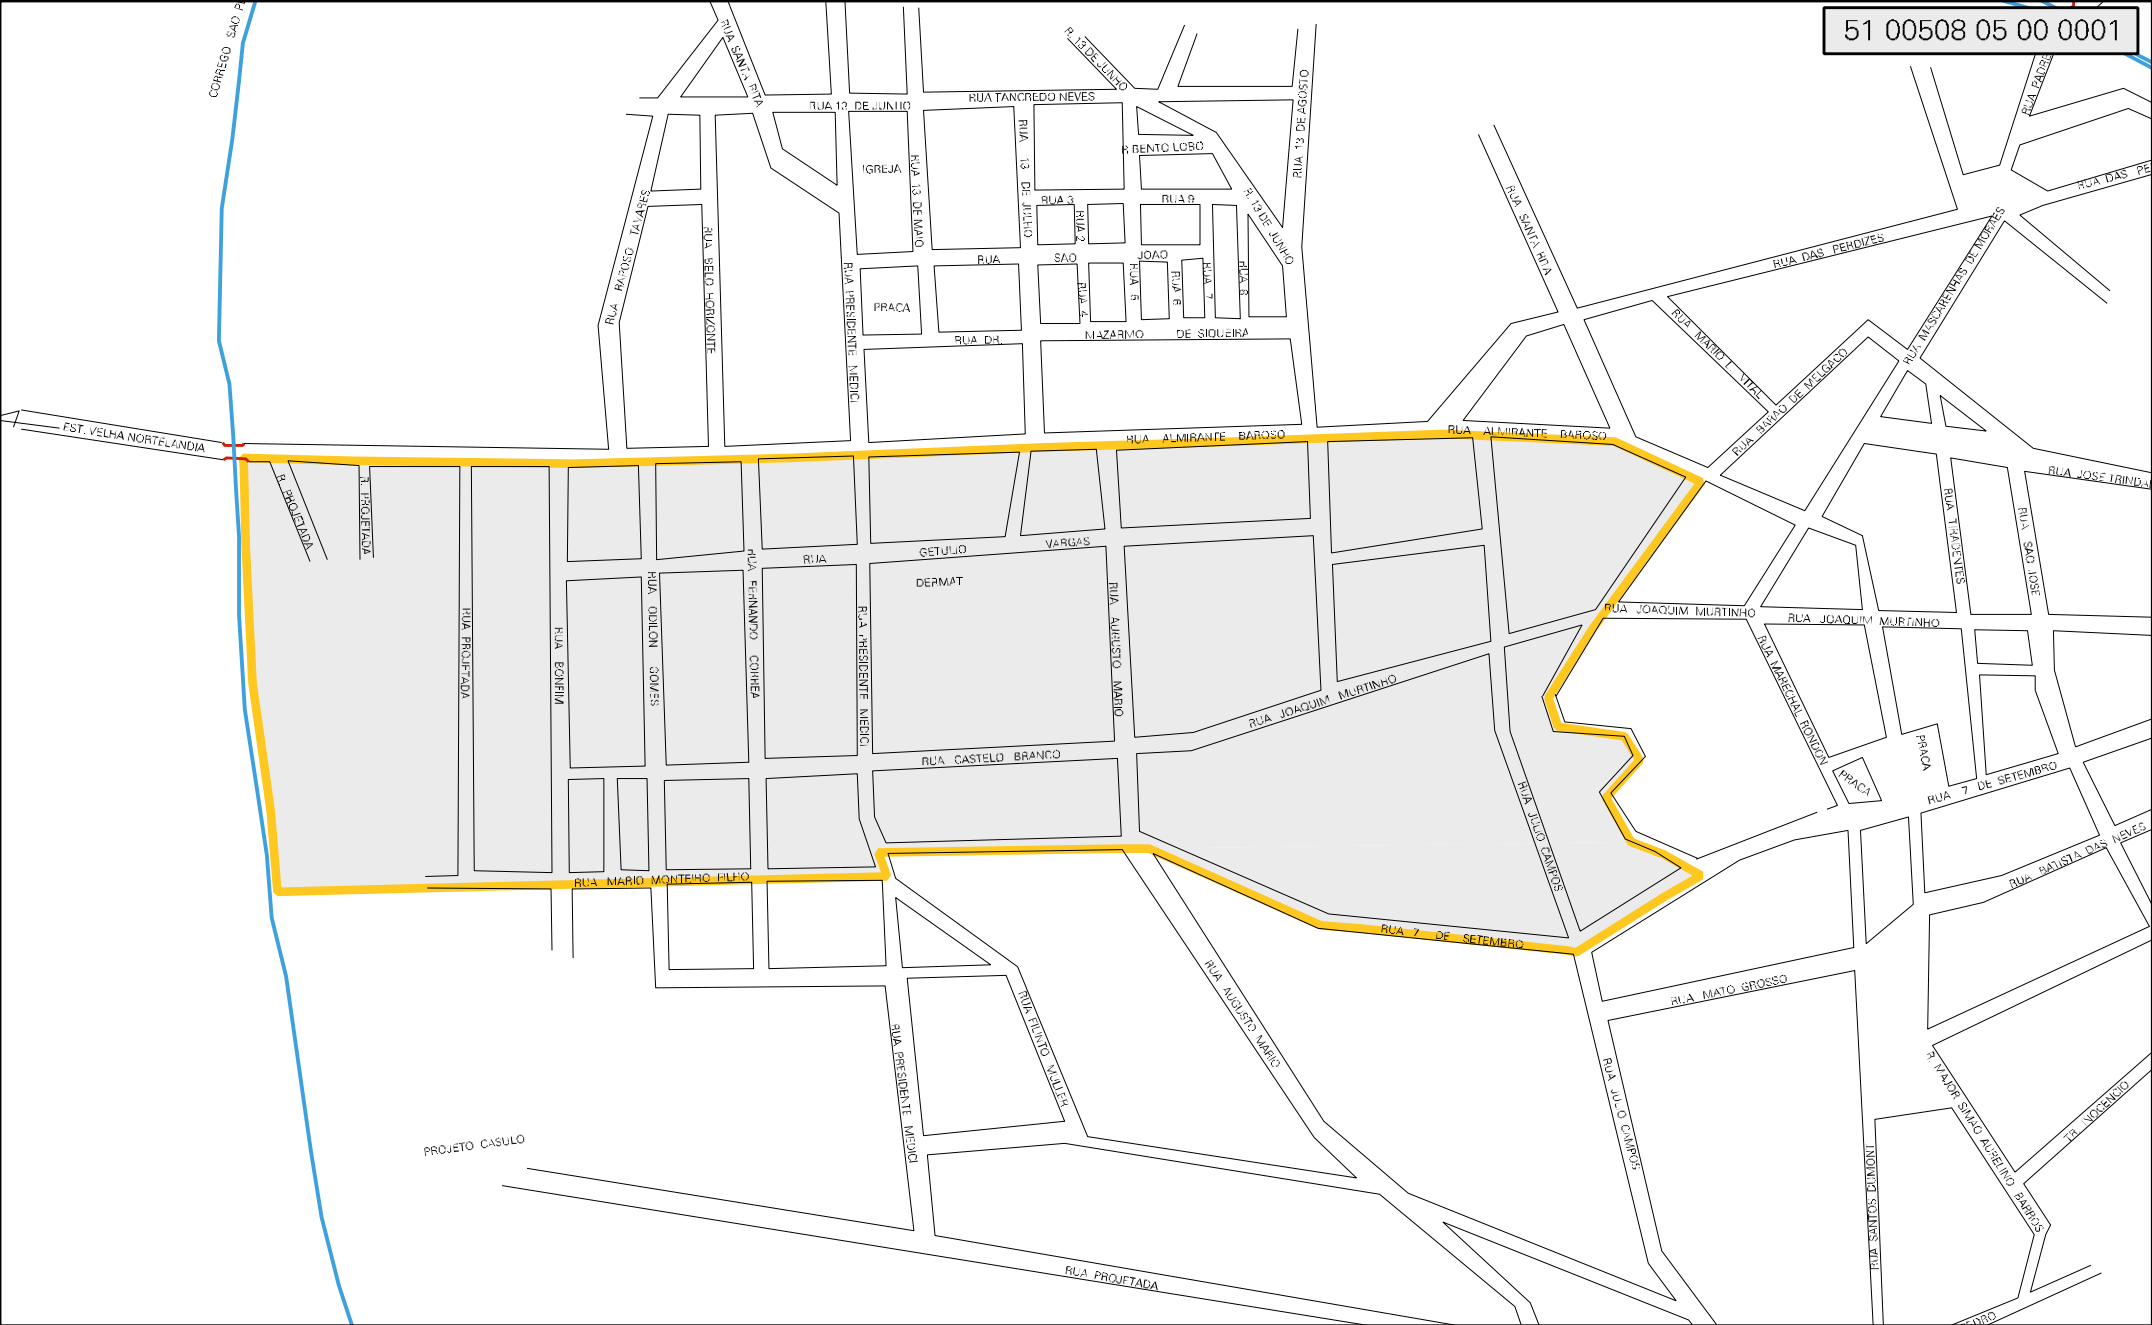 51 00508 05 00 0001
CORREGO SAO
RUA SANTA RITA
R. 13 DE JUNHO
RUA 13 DE AGOSTO
RUA PADRE
RUA TANCREDO NEVES
RUA 13 DE JUNHO
R BENTO LOBO
IGREJA
RUA 13 DE MAIO
RUA 13 DE JULHO
RUA DAS
RUA 3
RUA 2
RUA 9
R. 13 DE JUNHO
RUA SANTA RITA
RUA RAPOSO TAVARES
RUA BELO HORIZONTE
RUA PRESIDENTE MEDICI
RUA SAO JOAO
RUA DAS PERDIZES
RUA MASCARENHAS DE MORAES
PRACA
RUA 4
RUA 5
RUA 6
RUA 7
RUA 8
RUA DR. NAZARMO DE SIQUEIRA
RUA MARIO L. VITAL
RUA BARAO DE MELGACO
EST. VELHA NORTELANDIA
RUA ALMIRANTE BAROSO
RUA ALMIRANTE BAROSO
RUA JOSE
R. PROJETADA
R. PROJETADA
RUA TIRADENTES
RUA SAO JOSE
RUA GETULIO VARGAS
DERMAT
RUA PROJETADA
RUA BONFIM
RUA ODILON GOMES
RUA FERNANDO CORREA
RUA PRESIDENTE MEDICI
RUA AUGUSTO MARIO
RUA JOAQUIM MURTINHO
RUA JOAQUIM MURTINHO
RUA JOAQUIM MURTINHO
RUA MARECHAL RONDON
RUA CASTELO BRANCO
PRACA
PRACA
RUA 7 DE SETEMBRO
RUA JULIO CAMPOS
RUA BATISTA DAS NEVES
RUA MARIO MONTEIRO FILHO
RUA 7 DE SETEMBRO
RUA MATO GROSSO
RUA AUGUSTO MARIO
RUA FILINTO MULLER
RUA PRESIDENTE MEDICI
RUA JULIO CAMPOS
R. MAJOR SIMAO AURELINO BARROS
TR. INOCENCIO
PROJETO CASULO
RUA SANTOS DUMONT
RUA PROJETADA